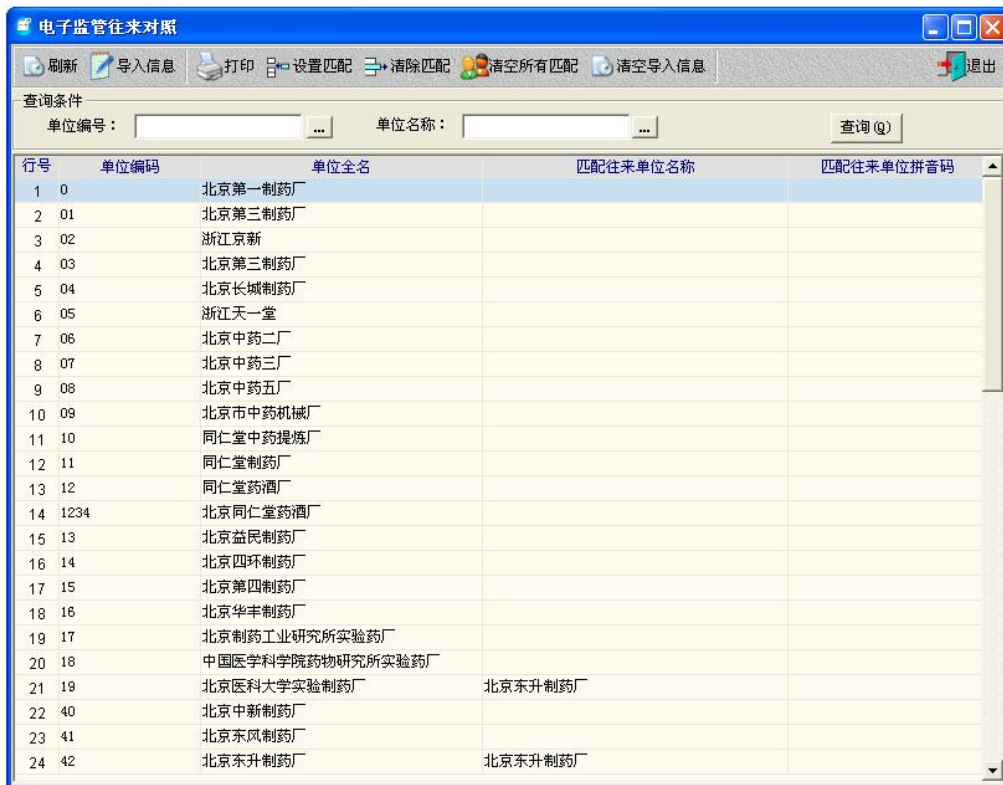 电子监管往来对照
刷新 导入信息 打印 设置匹配 清除匹配 清空所有匹配 清空导入信息 退出
查询条件
单位编号： ... 单位名称： ... 查询(Q)
行号 单位编码 单位全名 匹配往来单位名称 匹配往来单位拼音码
1 0 北京第一制药厂
2 01 北京第三制药厂
3 02 浙江京新
4 03 北京第三制药厂
5 04 北京长城制药厂
6 05 浙江天一堂
7 06 北京中药二厂
8 07 北京中药三厂
9 08 北京中药五厂
10 09 北京市中药机械厂
11 10 同仁堂中药提炼厂
12 11 同仁堂制药厂
13 12 同仁堂药酒厂
14 1234 北京同仁堂药酒厂
15 13 北京益民制药厂
16 14 北京四环制药厂
17 15 北京第四制药厂
18 16 北京华丰制药厂
19 17 北京制药工业研究所实验药厂
20 18 中国医学科学院药物研究所实验药厂
21 19 北京医科大学实验制药厂 北京东升制药厂
22 40 北京中新制药厂
23 41 北京东风制药厂
24 42 北京东升制药厂 北京东升制药厂